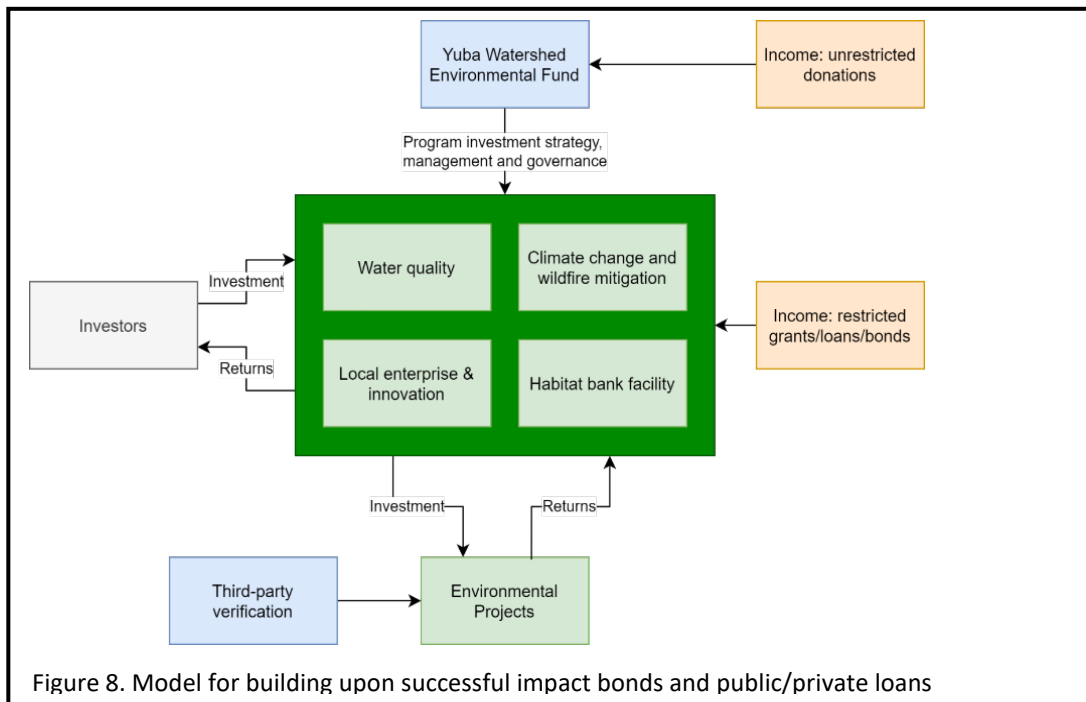 Yuba Watershed
Environmental Fund
Income: unrestricted
donations
Program investment strategy,
management and governance
Water quality
Climate change and
wildfire mitigation
Investment
Investors
Returns
Local enterprise &
innovation
Habitat bank facility
Income: restricted
grants/loans/bonds
Investment
Returns
Third-party
verification
Environmental
Projects
Figure 8. Model for building upon successful impact bonds and public/private loans